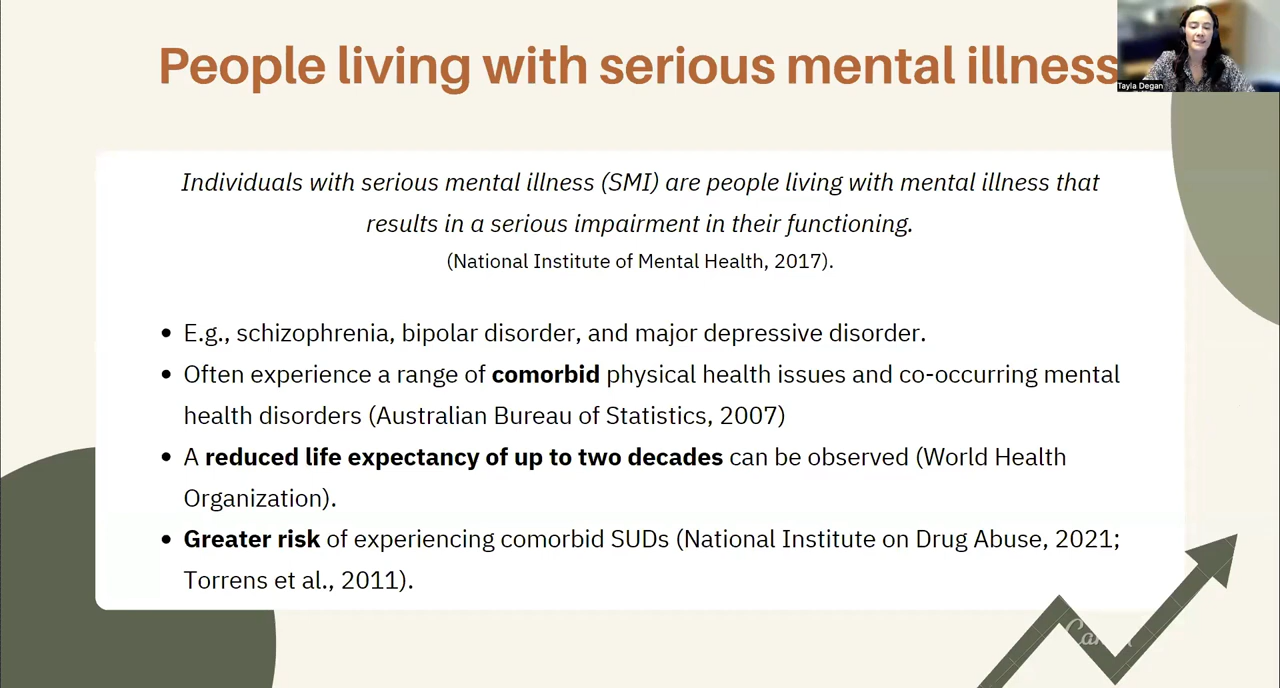 People living with serious mental illness
Tayla Degan
Individuals with serious mental illness (SMI) are people living with mental illness that
results in a serious impairment in their functioning.
(National Institute of Mental Health, 2017).
• E.g., schizophrenia, bipolar disorder, and major depressive disorder.
• Often experience a range of comorbid physical health issues and co-occurring mental
health disorders (Australian Bureau of Statistics, 2007)
• A reduced life expectancy of up to two decades can be observed (World Health
Organization).
• Greater risk of experiencing comorbid SUDs (National Institute on Drug Abuse, 2021;
Torrens et al., 2011).